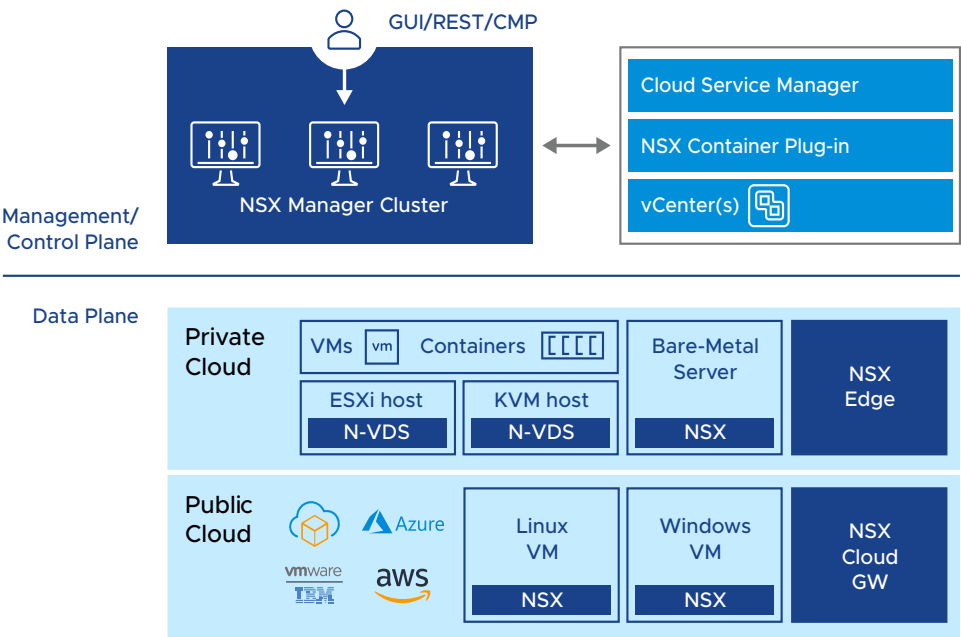 GUI/REST/CMP
NSX Manager Cluster
Cloud Service Manager
NSX Container Plug-in
vCenter(s)
Management/
Control Plane
Data Plane
Private
Cloud
VMs vm Containers
ESXi host
N-VDS
KVM host
N-VDS
Bare-Metal
Server
NSX
NSX
Edge
Public
Cloud
Azure
vmware
IBM
aws
Linux
VM
NSX
Windows
VM
NSX
NSX
Cloud
GW